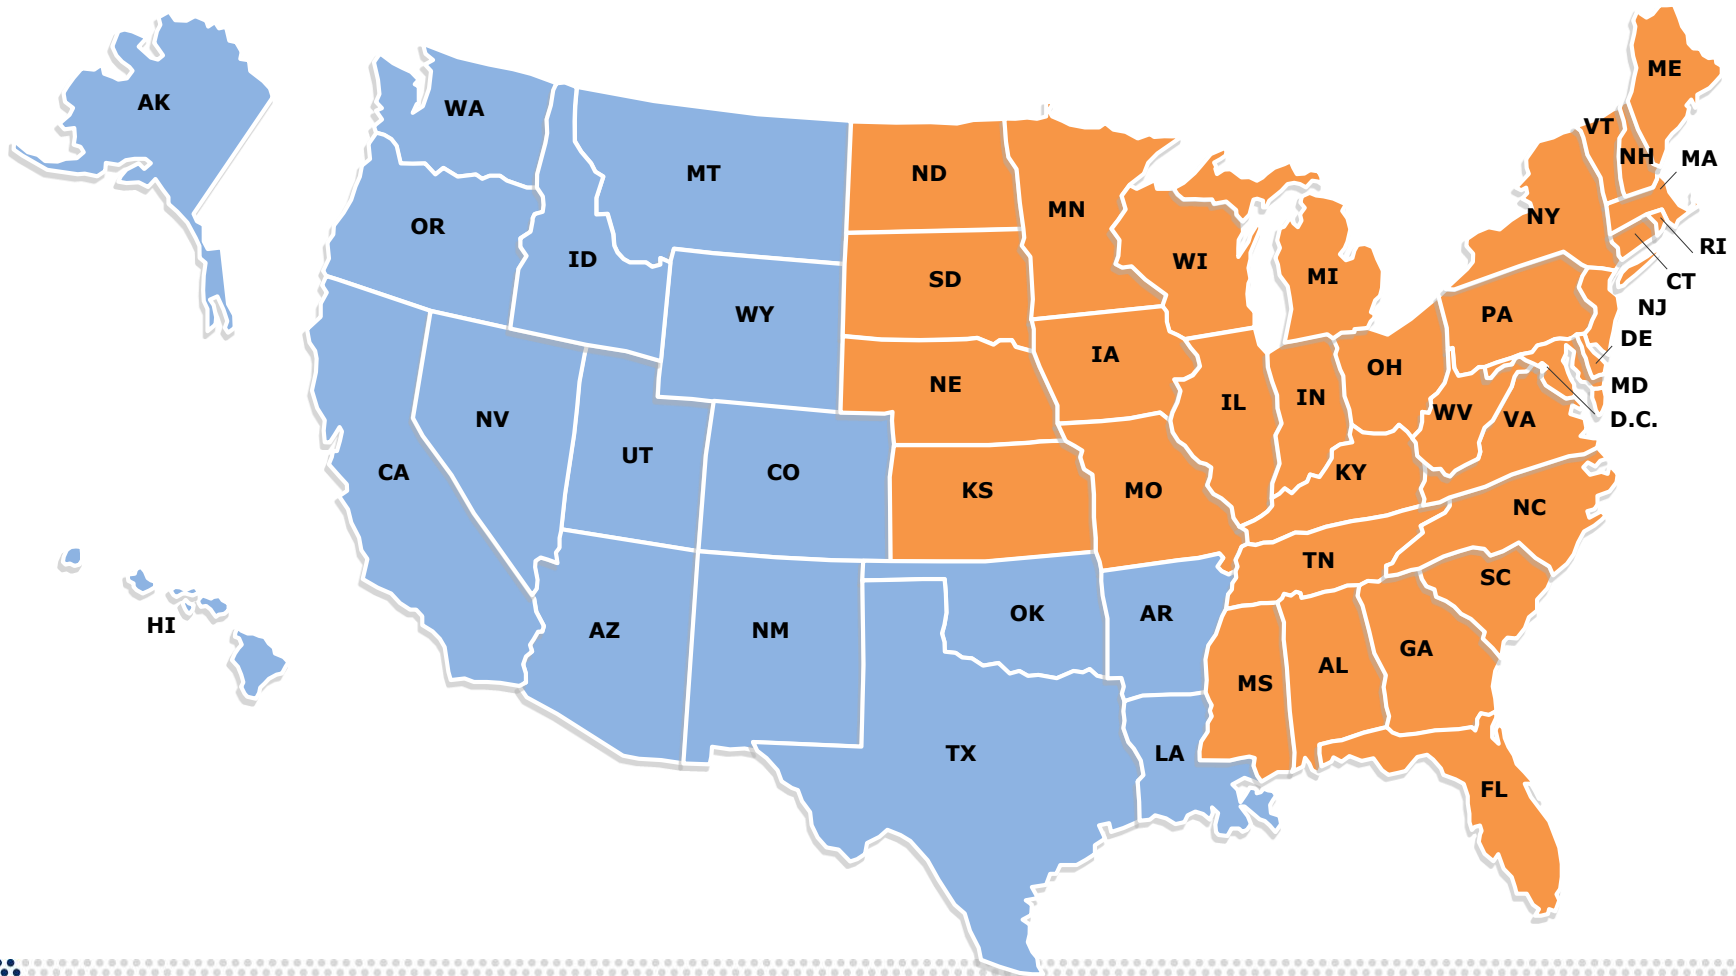 ME
AK
WA
VT
NH
MA
MT
ND
MN
NY
OR
RI
ID
WI
MI
SD
CT
NJ
WY
PA
DE
IA
OH
NE
MD
IL
IN
WV
VA
D.C.
NV
UT
CA
CO
KY
KS
MO
NC
TN
SC
HI
AZ
NM
OK
AR
GA
AL
MS
TX
LA
FL